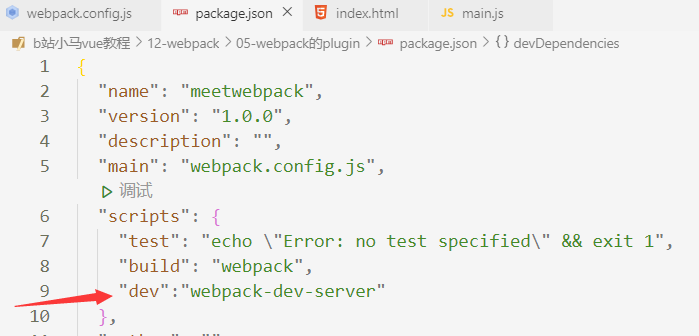 webpack.config.js package.json × index.html JS main.js
b站小马vue教程 > 12-webpack > 05-webpack的plugin > package.json > {} devDependencies
1 {
2 "name": "meetwebpack",
3 "version": "1.0.0",
4 "description": "",
5 "main": "webpack.config.js",
调试
6 "scripts": {
7 "test": "echo \"Error: no test specified\" && exit 1",
8 "build": "webpack",
9 "dev":"webpack-dev-server"
10 },